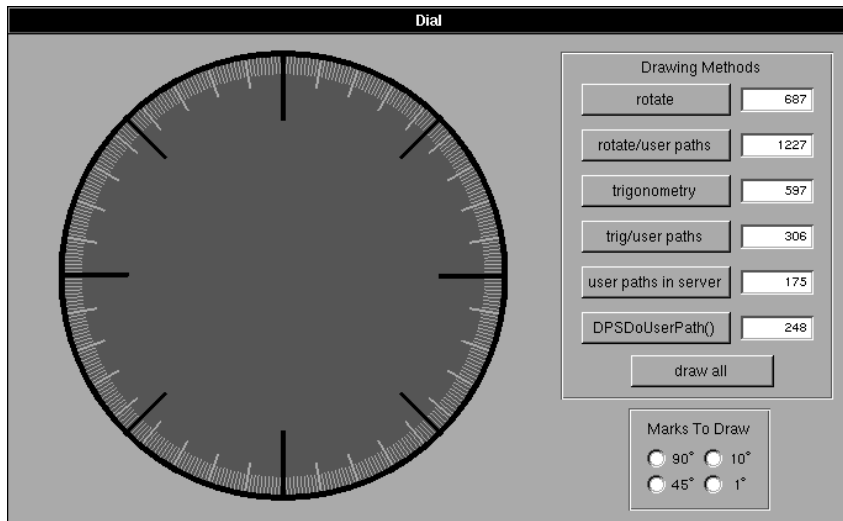 Dial
Drawing Methods
rotate 687
rotate/user paths 1227
trigonometry 597
trig/user paths 306
user paths in server 175
DPSDoUserPath() 248
draw all
Marks To Draw
90° 10°
45° 1°